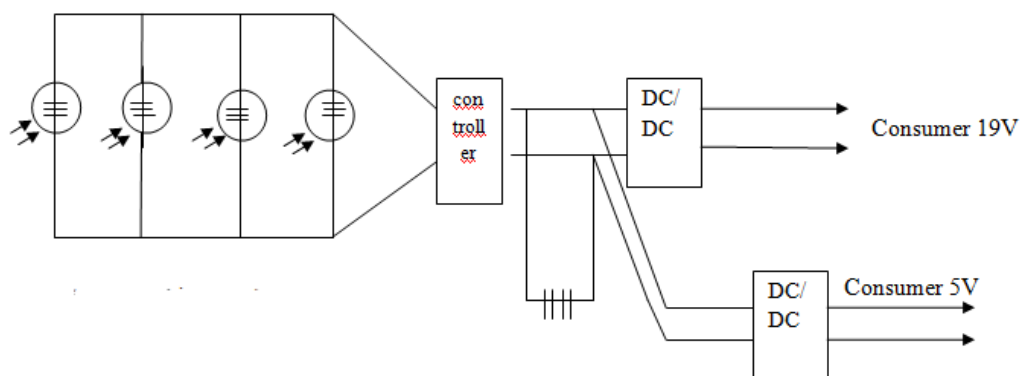 con
troll
er
DC/
DC
Consumer 19V
DC/
DC
Consumer 5V